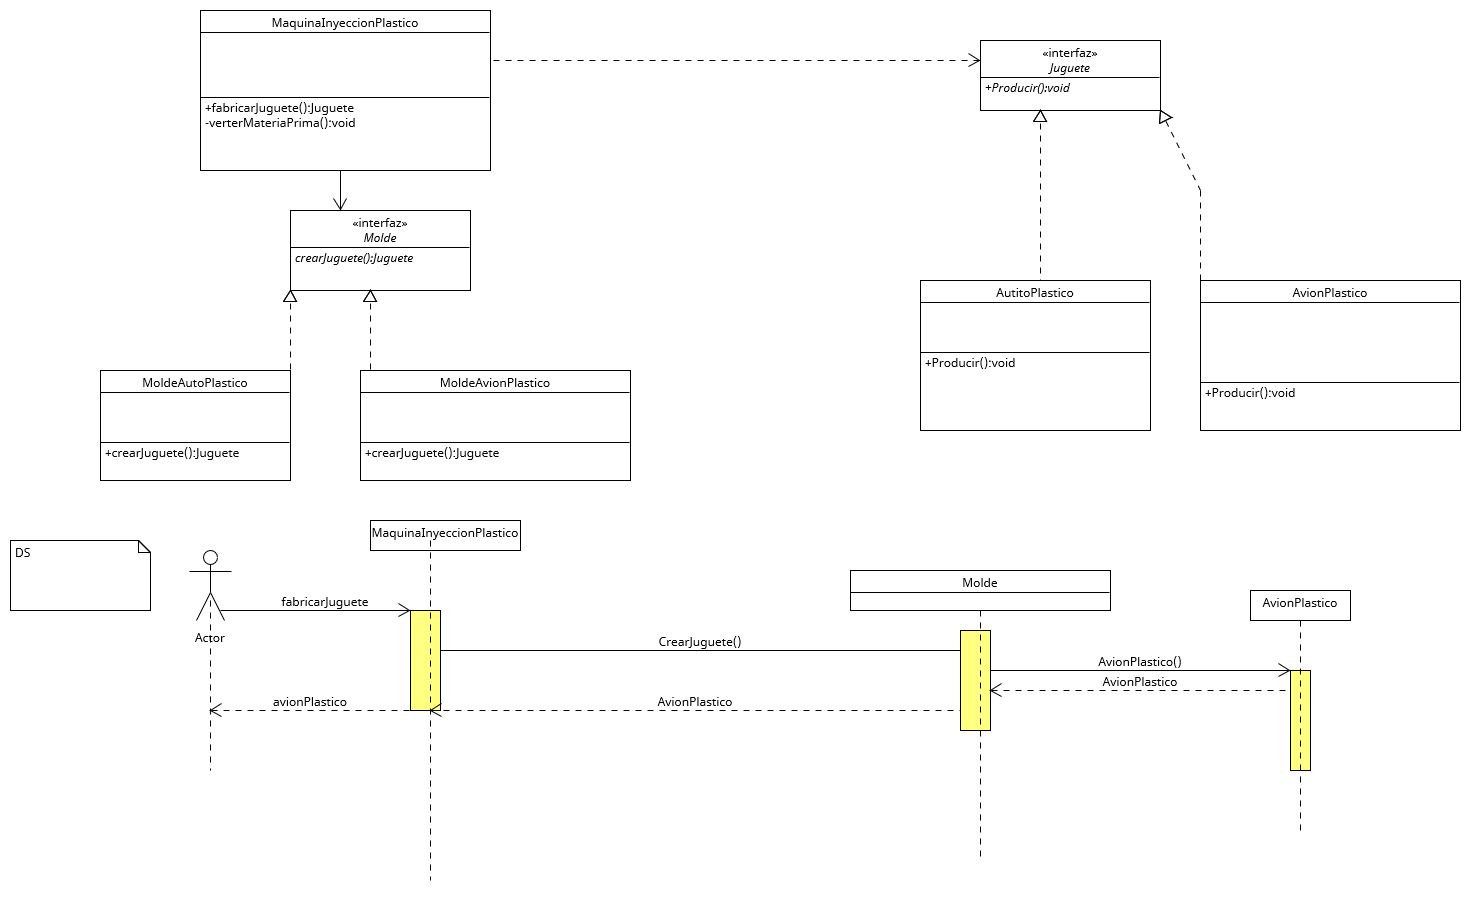 MaquinaInyeccionPlastico
+fabricarJuguete():Juguete
-verterMateriaPrima():void
«interfaz»
Juguete
+Producir():void
«interfaz»
Molde
crearJuguete():Juguete
AutitoPlastico
+Producir():void
AvionPlastico
+Producir():void
MoldeAutoPlastico
+crearJuguete():Juguete
MoldeAvionPlastico
+crearJuguete():Juguete
DS
Actor
MaquinaInyeccionPlastico
Molde
AvionPlastico
fabricarJuguete
CrearJuguete()
AvionPlastico()
AvionPlastico
AvionPlastico
avionPlastico